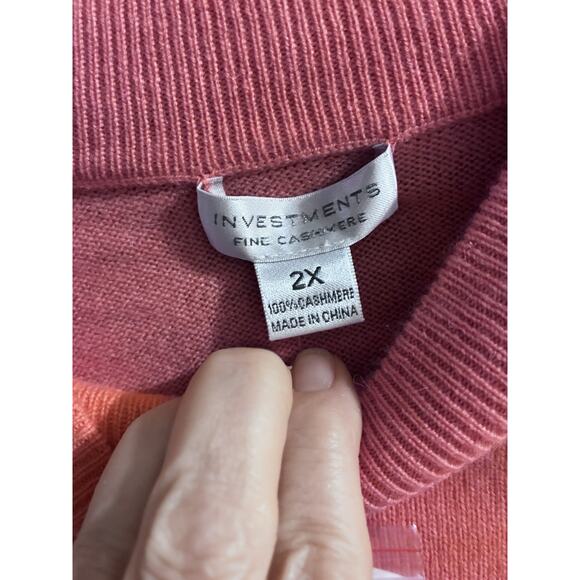 INVESTMENTS
FINE CASHMERE
2X
100%CASHMERE
MADE IN CHINA